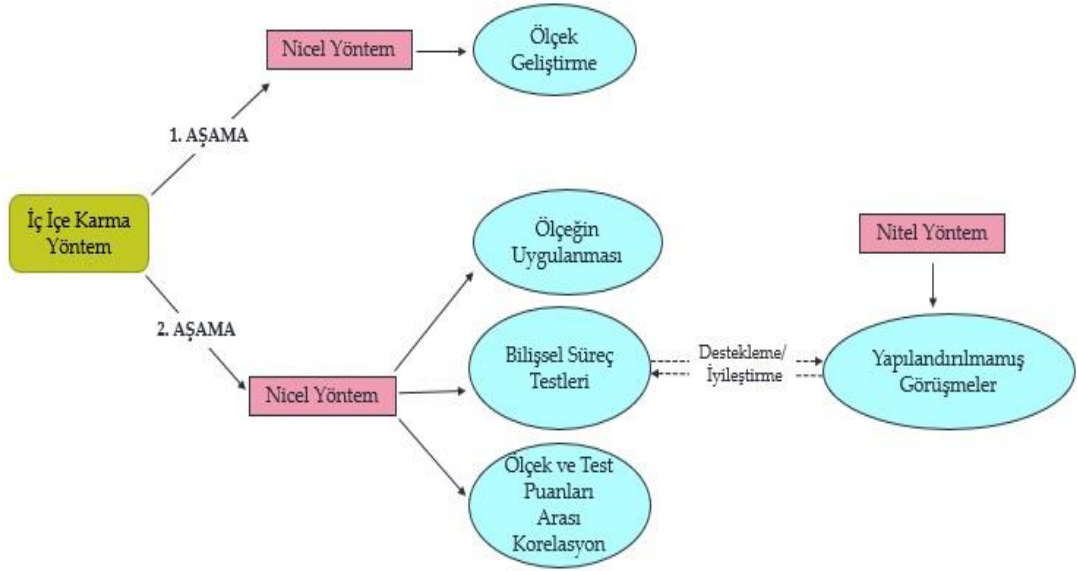 Nicel Yöntem
Ölçek
Geliştirme
1. AŞAMA
İç İçe Karma
Yöntem
2. AŞAMA
Nicel Yöntem
Ölçeğin
Uygulanması
Bilişsel Süreç
Testleri
Ölçek ve Test
Puanları
Arası
Korelasyon
Destekleme/
İyileştirme
Nitel Yöntem
Yapılandırılmamış
Görüşmeler